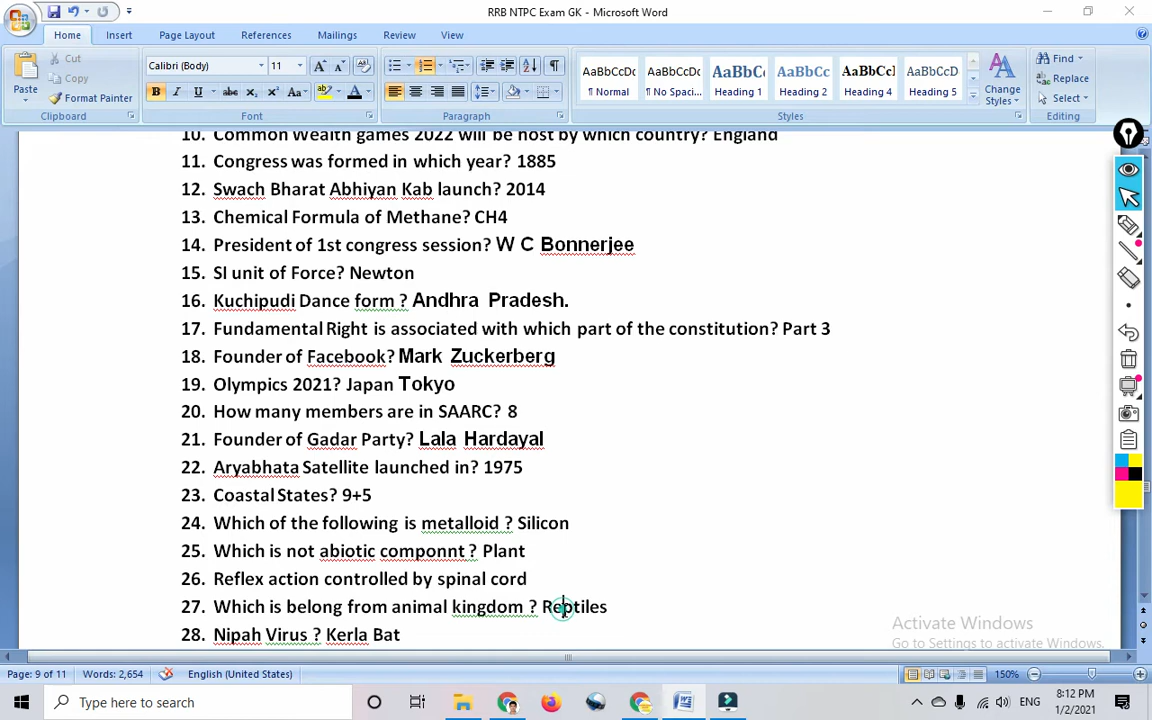 RRB NTPC Exam GK - Microsoft Word
Home Insert Page Layout References Mailings Review View
Paste
Cut
Copy
Format Painter
Clipboard
Calibri (Body) 11
Font
Paragraph
AaBbCcDc AaBbCcDc AaBbC AaBbCc AaBbCcI AaBbCcD
¶ Normal ¶ No Spaci... Heading 1 Heading 2 Heading 4 Heading 5
Change Styles
Styles
Find
Replace
Select
Editing
10. Common Wealth games 2022 will be host by which country? England
11. Congress was formed in which year? 1885
12. Swach Bharat Abhiyan Kab launch? 2014
13. Chemical Formula of Methane? CH4
14. President of 1st congress session? W C Bonnerjee
15. SI unit of Force? Newton
16. Kuchipudi Dance form ? Andhra Pradesh.
17. Fundamental Right is associated with which part of the constitution? Part 3
18. Founder of Facebook? Mark Zuckerberg
19. Olympics 2021? Japan Tokyo
20. How many members are in SAARC? 8
21. Founder of Gadar Party? Lala Hardayal
22. Aryabhata Satellite launched in? 1975
23. Coastal States? 9+5
24. Which of the following is metalloid ? Silicon
25. Which is not abiotic componnt ? Plant
26. Reflex action controlled by spinal cord
27. Which is belong from animal kingdom ? Reptiles
28. Nipah Virus ? Kerla Bat
Activate Windows
Go to Settings to activate Windows.
Page: 9 of 11 Words: 2,654 English (United States) 150%
Type here to search
ENG
8:12 PM
1/2/2021